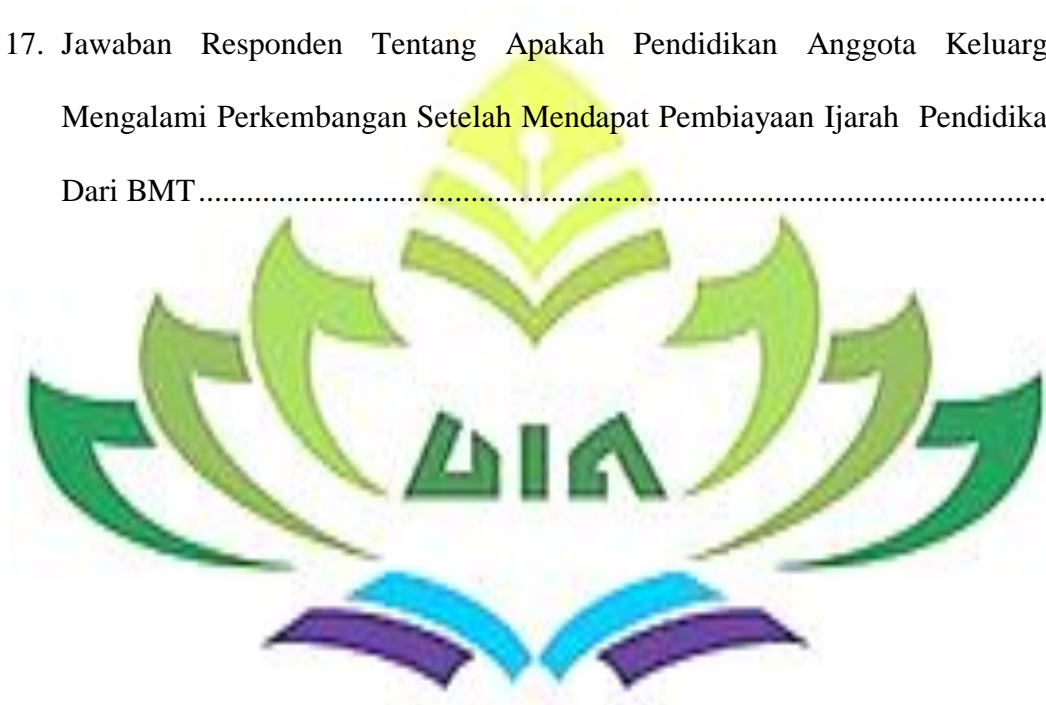 17. Jawaban Responden Tentang Apakah Pendidikan Anggota Keluarg
Mengalami Perkembangan Setelah Mendapat Pembiayaan Ijarah Pendidika
Dari BMT...........................................................................................................
UIN